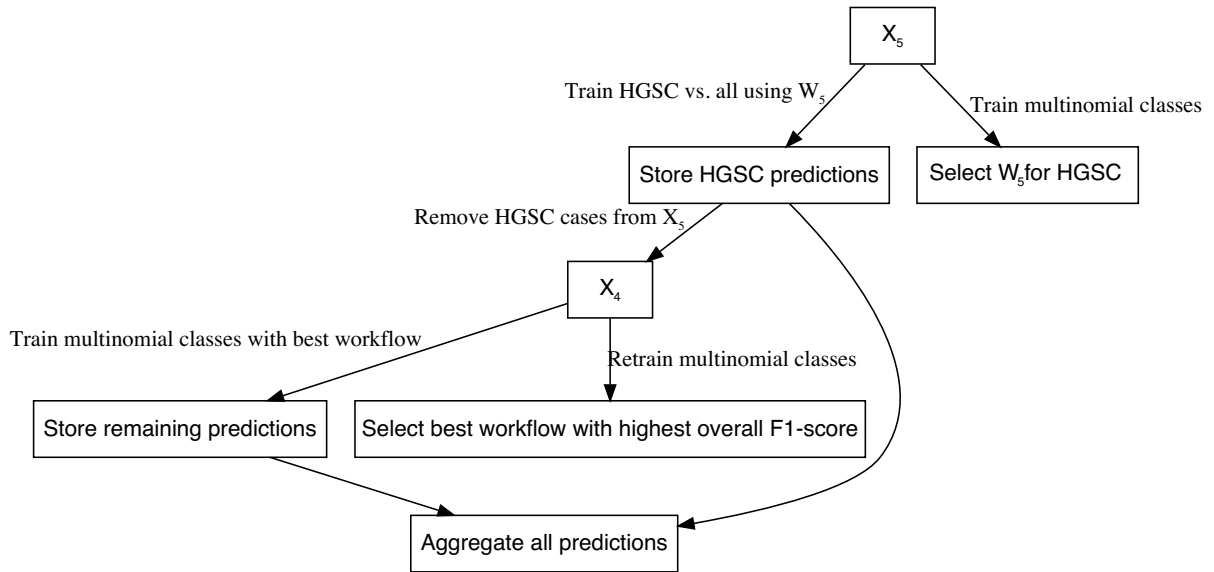 X₅
Train HGSC vs. all using W₅
Train multinomial classes
Store HGSC predictions
Select W₅for HGSC
Remove HGSC cases from X₅
X₄
Train multinomial classes with best workflow
Retrain multinomial classes
Store remaining predictions
Select best workflow with highest overall F1-score
Aggregate all predictions